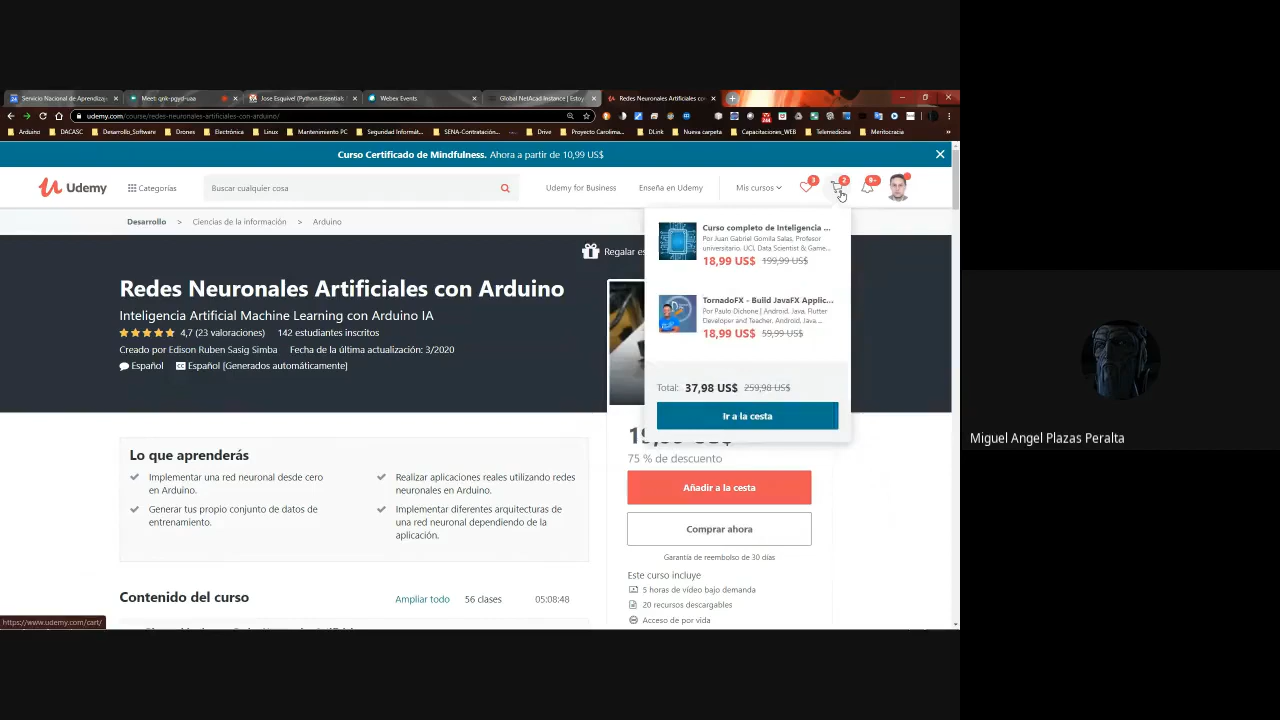 Servicio Nacional de Aprendizaje
Meet: qnk-pgyd-uaa
Jose Esquivel (Python Essentials
Webex Events
Global NetAcad Instance | Estoy
Redes Neuronales Artificiales con
udemy.com/course/redes-neuronales-artificiales-con-arduino/
Arduino
DACASC
Desarrollo_Software
Drones
Electrónica
Linux
Mantenimiento PC
Seguridad Informát...
SENA-Contratación...
Drive
Proyecto Carolima...
DLink
Nueva carpeta
Capacitaciones_WEB
Telemedicina
Meritocracia
»
Curso Certificado de Mindfulness. Ahora a partir de 10,99 US$
Udemy
Categorías
Buscar cualquier cosa
Udemy for Business
Enseña en Udemy
Mis cursos
3
2
9+
Desarrollo > Ciencias de la información > Arduino
Regalar es
Redes Neuronales Artificiales con Arduino
Inteligencia Artificial Machine Learning con Arduino IA
4,7 (23 valoraciones) 142 estudiantes inscritos
Creado por Edison Ruben Sasig Simba Fecha de la última actualización: 3/2020
Español Español [Generados automáticamente]
Curso completo de Inteligencia ...
Por Juan Gabriel Gomila Salas, Profesor
universitario, UCI, Data Scientist & Game...
18,99 US$ 199,99 US$
TornadoFX - Build JavaFX Applic...
Por Paulo Dichone | Android, Java, Flutter
Developer and Teacher, Android, Java....
18,99 US$ 59,99 US$
Total: 37,98 US$ 259,98 US$
Ir a la cesta
75 % de descuento
Añadir a la cesta
Comprar ahora
Garantía de reembolso de 30 días
Este curso incluye
5 horas de vídeo bajo demanda
20 recursos descargables
Acceso de por vida
Lo que aprenderás
Implementar una red neuronal desde cero
en Arduino.
Generar tus propio conjunto de datos de
entrenamiento.
Realizar aplicaciones reales utilizando redes
neuronales en Arduino.
Implementar diferentes arquitecturas de
una red neuronal dependiendo de la
aplicación.
Contenido del curso
Ampliar todo
56 clases
05:08:48
https://www.udemy.com/cart/
Miguel Angel Plazas Peralta